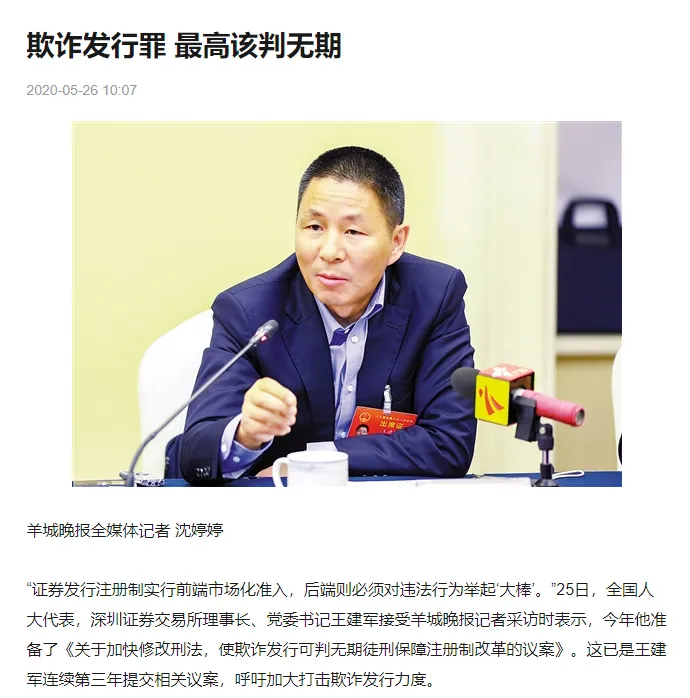 欺诈发行罪 最高该判无期
2020-05-26 10:07
出席证
羊城晚报全媒体记者 沈婷婷
“证券发行注册制实行前端市场化准入，后端则必须对违法行为举起‘大棒’。”25日，全国人
大代表，深圳证券交易所理事长、党委书记王建军接受羊城晚报记者采访时表示，今年他准
备了《关于加快修改刑法，使欺诈发行可判无期徒刑保障注册制改革的议案》。这已是王建
军连续第三年提交相关议案，呼吁加大打击欺诈发行力度。